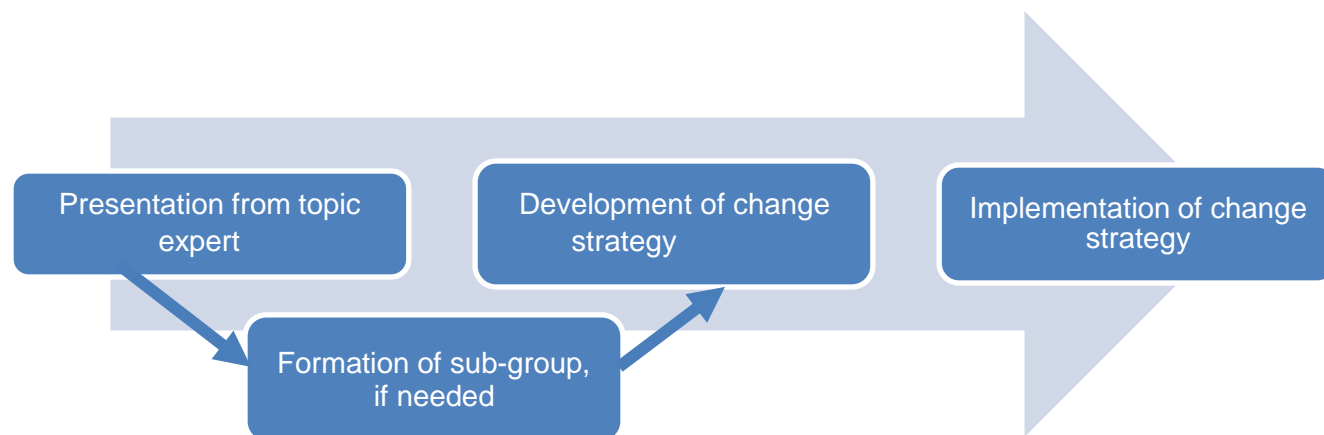 Presentation from topic
expert
Development of change
strategy
Implementation of change
strategy
Formation of sub-group,
if needed